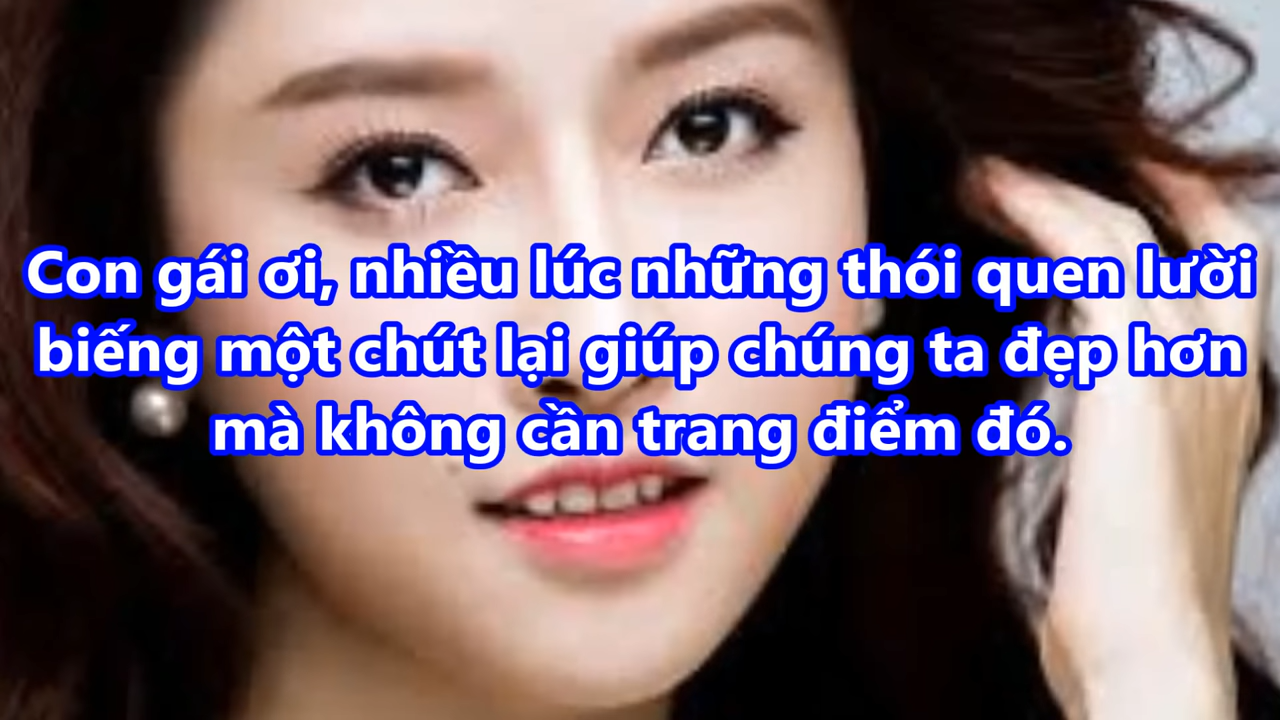 Con gái ơi, nhiều lúc những thói quen lười
biếng một chút lại giúp chúng ta đẹp hơn
mà không cần trang điểm đó.